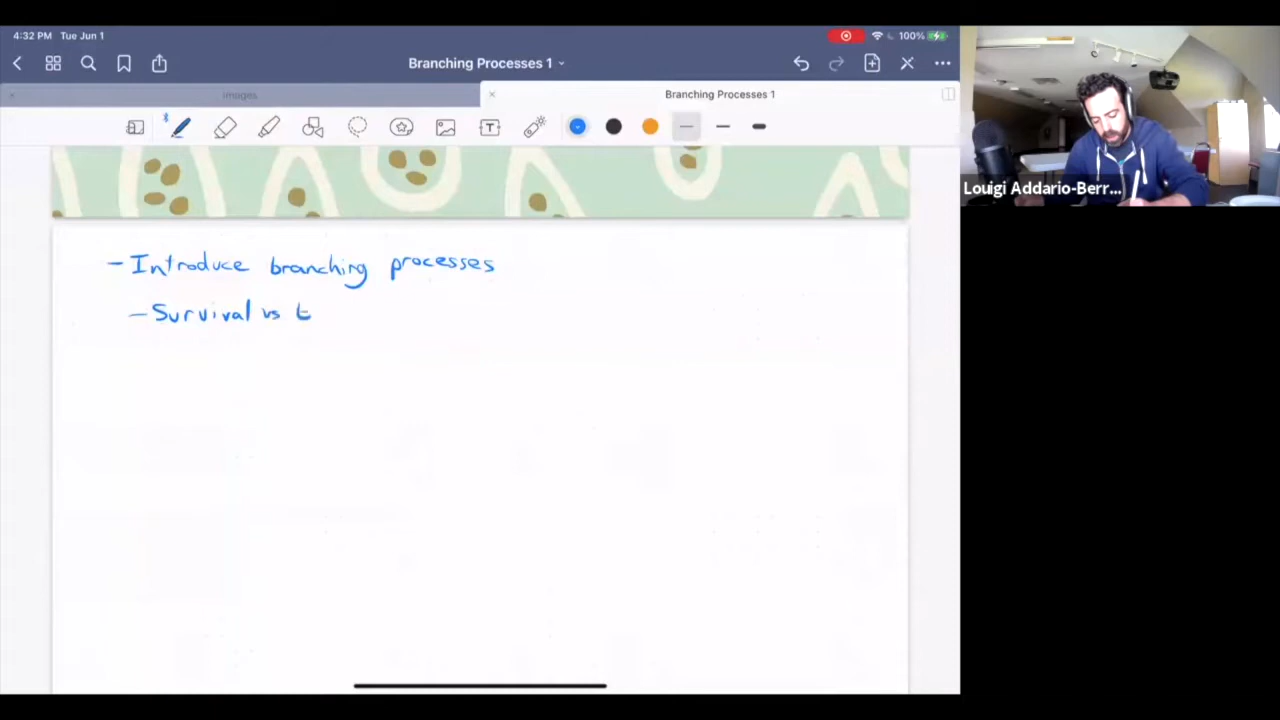 4:32 PM Tue Jun 1
100%
Branching Processes 1
Images
Branching Processes 1
Louigi Addario-Berr...
- Introduce branching processes
- Survival vs